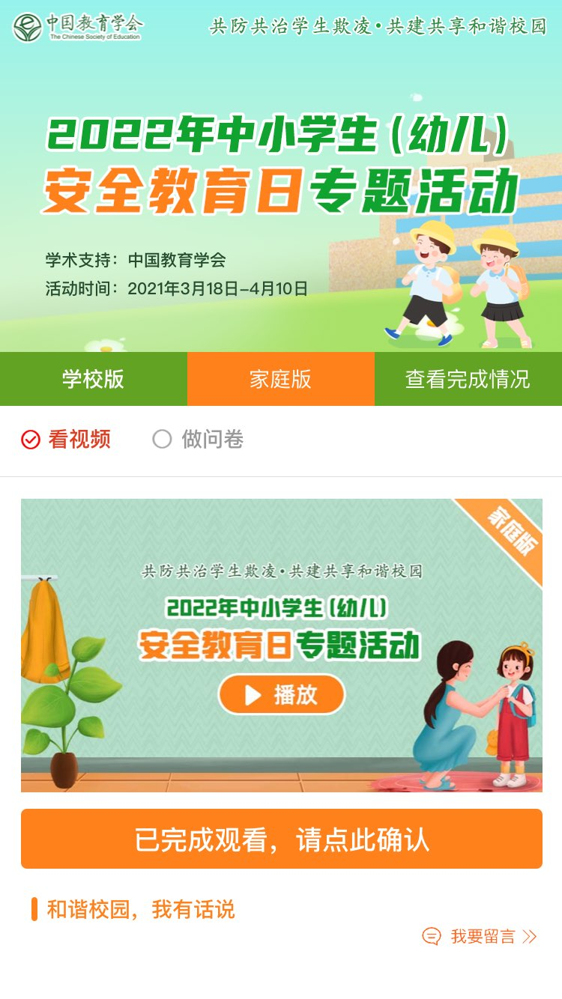 中国教育学会
The Chinese Society of Education
共防共治学生欺凌·共建共享和谐校园
2022年中小学生(幼儿)
安全教育日专题活动
学术支持：中国教育学会
活动时间：2021年3月18日-4月10日
学校版 家庭版 查看完成情况
看视频 做问卷
家庭版
共防共治学生欺凌·共建共享和谐校园
2022年中小学生(幼儿)
安全教育日专题活动
播放
已完成观看，请点此确认
和谐校园，我有话说
我要留言